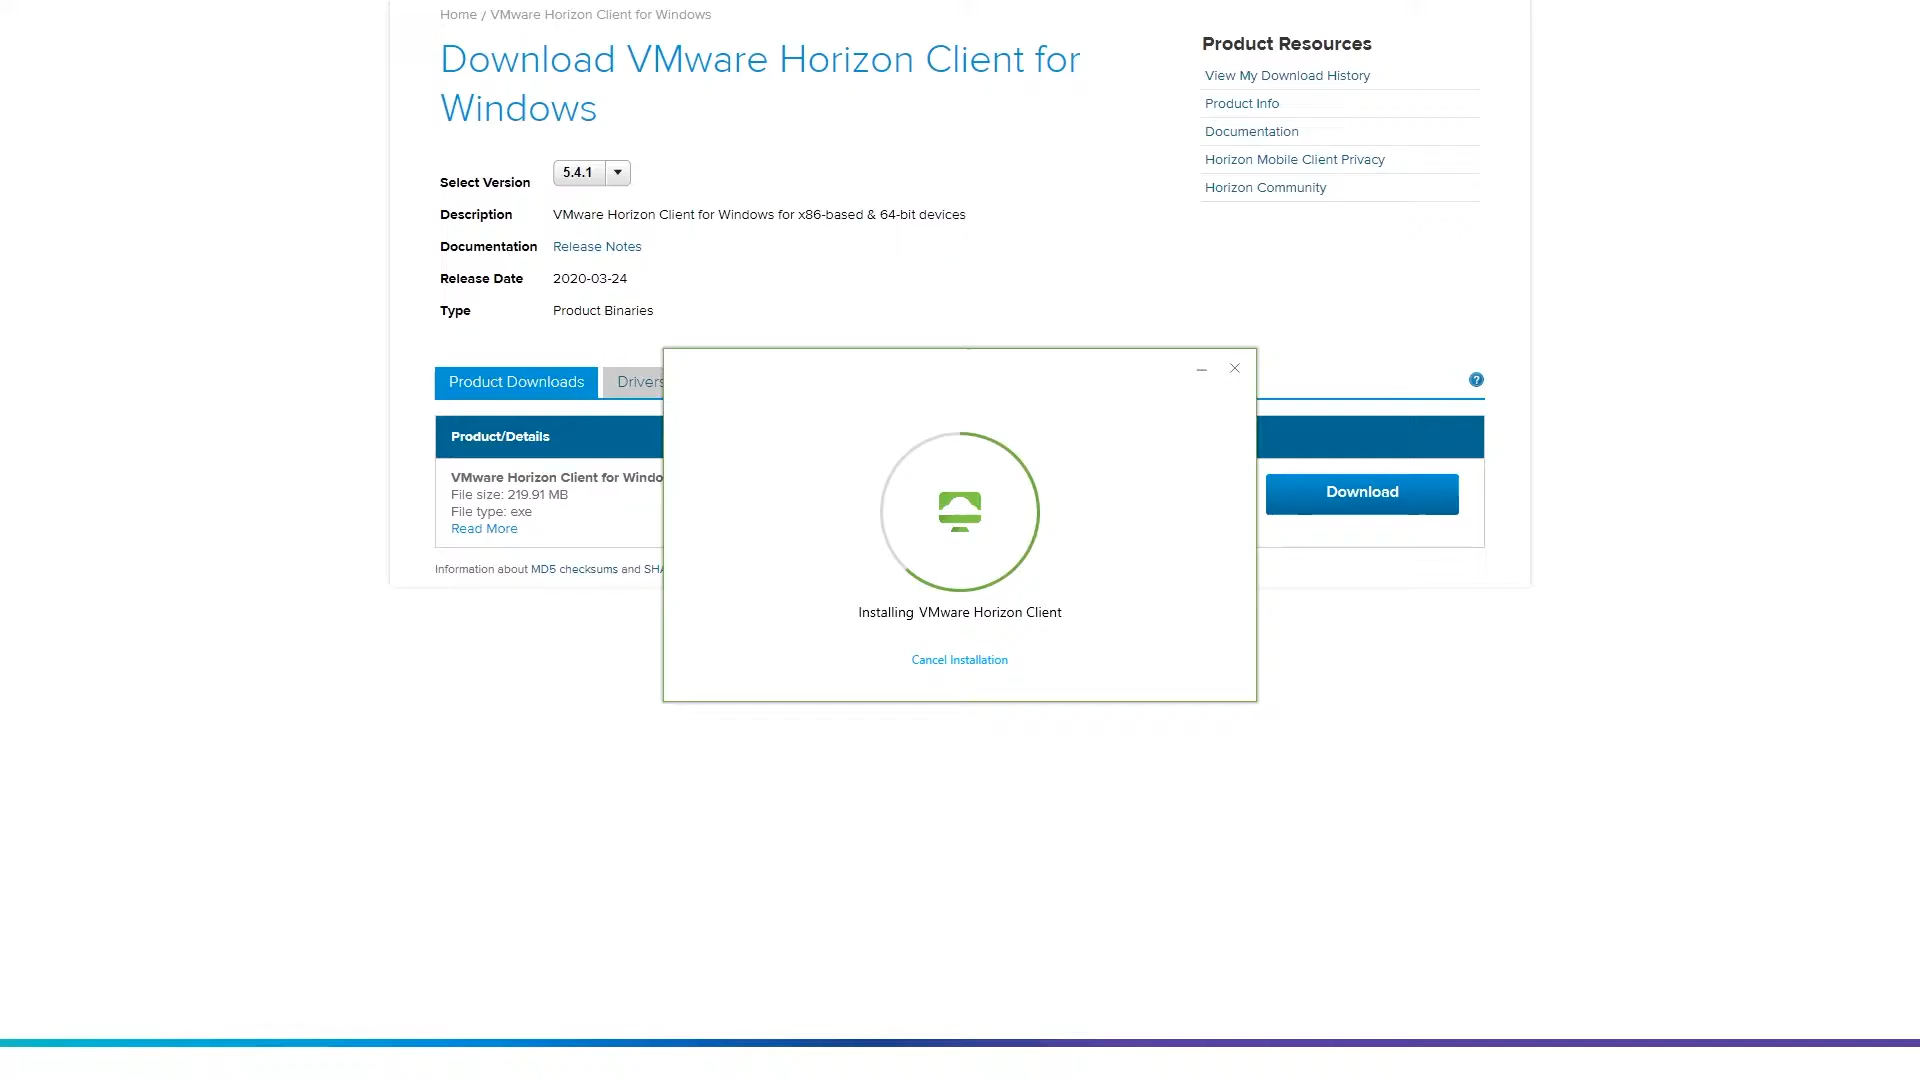 Home / VMware Horizon Client for Windows
Download VMware Horizon Client for
Windows
Select Version 5.4.1
Description VMware Horizon Client for Windows for x86-based & 64-bit devices
Documentation Release Notes
Release Date 2020-03-24
Type Product Binaries
Product Resources
View My Download History
Product Info
Documentation
Horizon Mobile Client Privacy
Horizon Community
Product Downloads Drivers
?
Product/Details
VMware Horizon Client for Windo
File size: 219.91 MB
File type: exe
Read More
Download
Information about MD5 checksums and SHA
Installing VMware Horizon Client
Cancel Installation